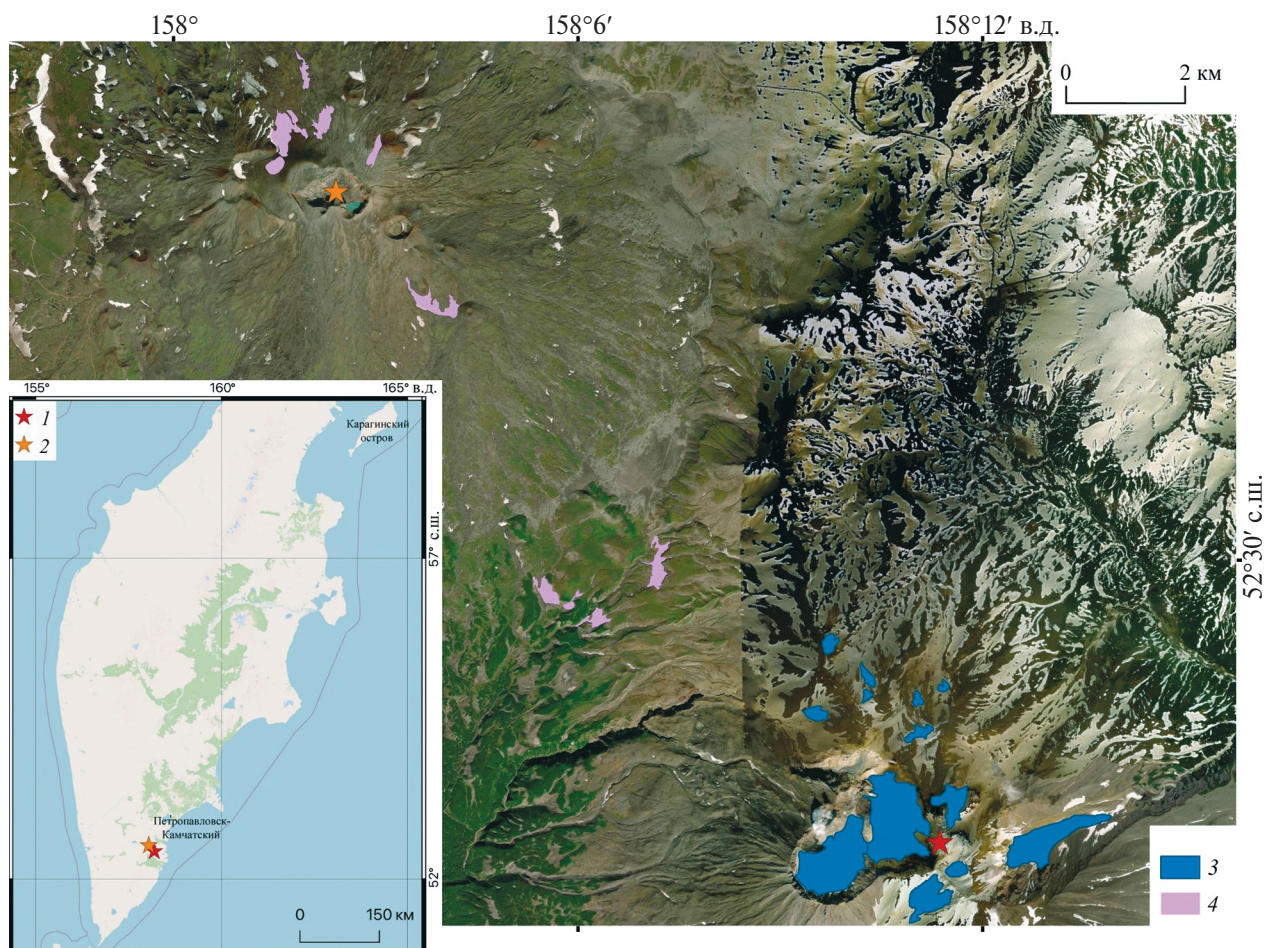 158° 158°6′ 158°12′ в.д.
0 2 км
155° 160° 165° в.д.
1
2
Карагинский
остров
57° с.ш.
52°30′ с.ш.
Петропавловск-
Камчатский
52°
0 150 км
3
4